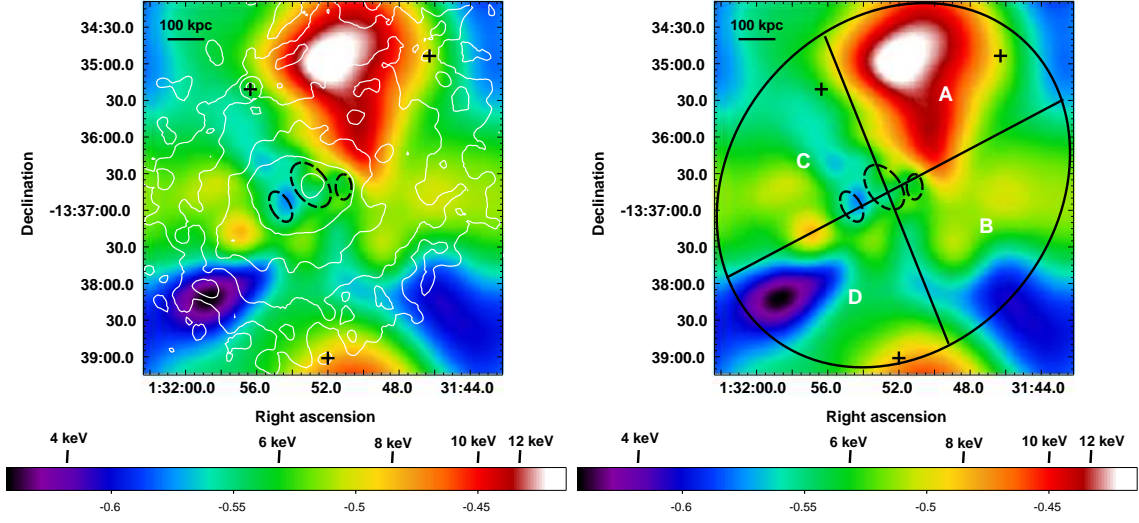 34:30.0
100 kpc
35:00.0
30.0
36:00.0
30.0
-13:37:00.0
30.0
38:00.0
30.0
39:00.0
Declination
1:32:00.0 56.0 52.0 48.0 31:44.0
Right ascension
4 keV 6 keV 8 keV 10 keV 12 keV
-0.6 -0.55 -0.5 -0.45
34:30.0
100 kpc
35:00.0
30.0
36:00.0
30.0
-13:37:00.0
30.0
38:00.0
30.0
39:00.0
Declination
A
C
B
D
1:32:00.0 56.0 52.0 48.0 31:44.0
Right ascension
4 keV 6 keV 8 keV 10 keV 12 keV
-0.6 -0.55 -0.5 -0.45